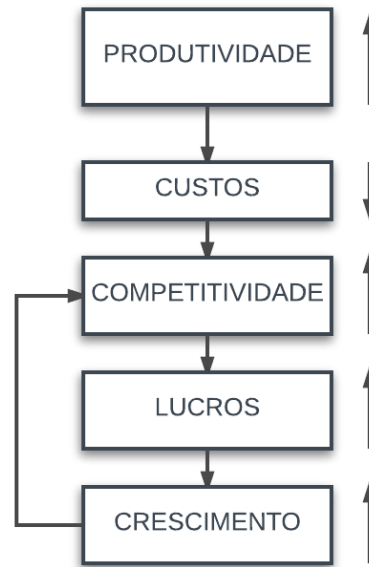 PRODUTIVIDADE
CUSTOS
COMPETITIVIDADE
LUCROS
CRESCIMENTO